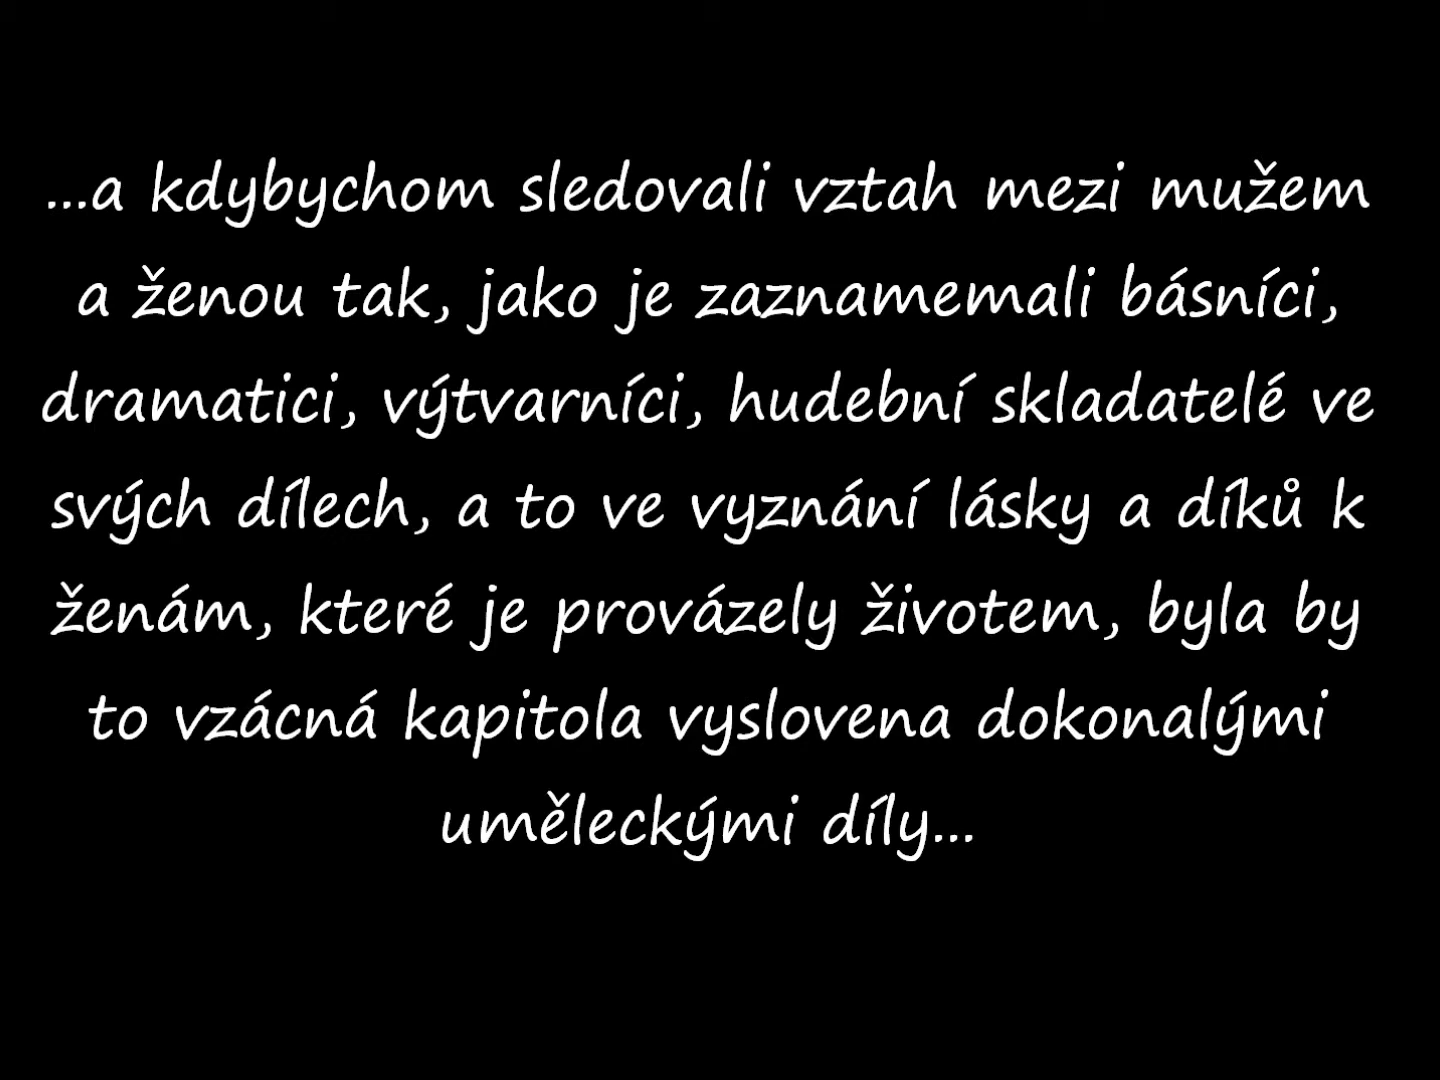 ...a kdybychom sledovali vztah mezi mužem
a ženou tak, jako je zaznamemali básníci,
dramatici, výtvarníci, hudební skladatelé ve
svých dílech, a to ve vyznání lásky a díků k
ženám, které je provázely životem, byla by
to vzácná kapitola vyslovena dokonalými
uměleckými díly...